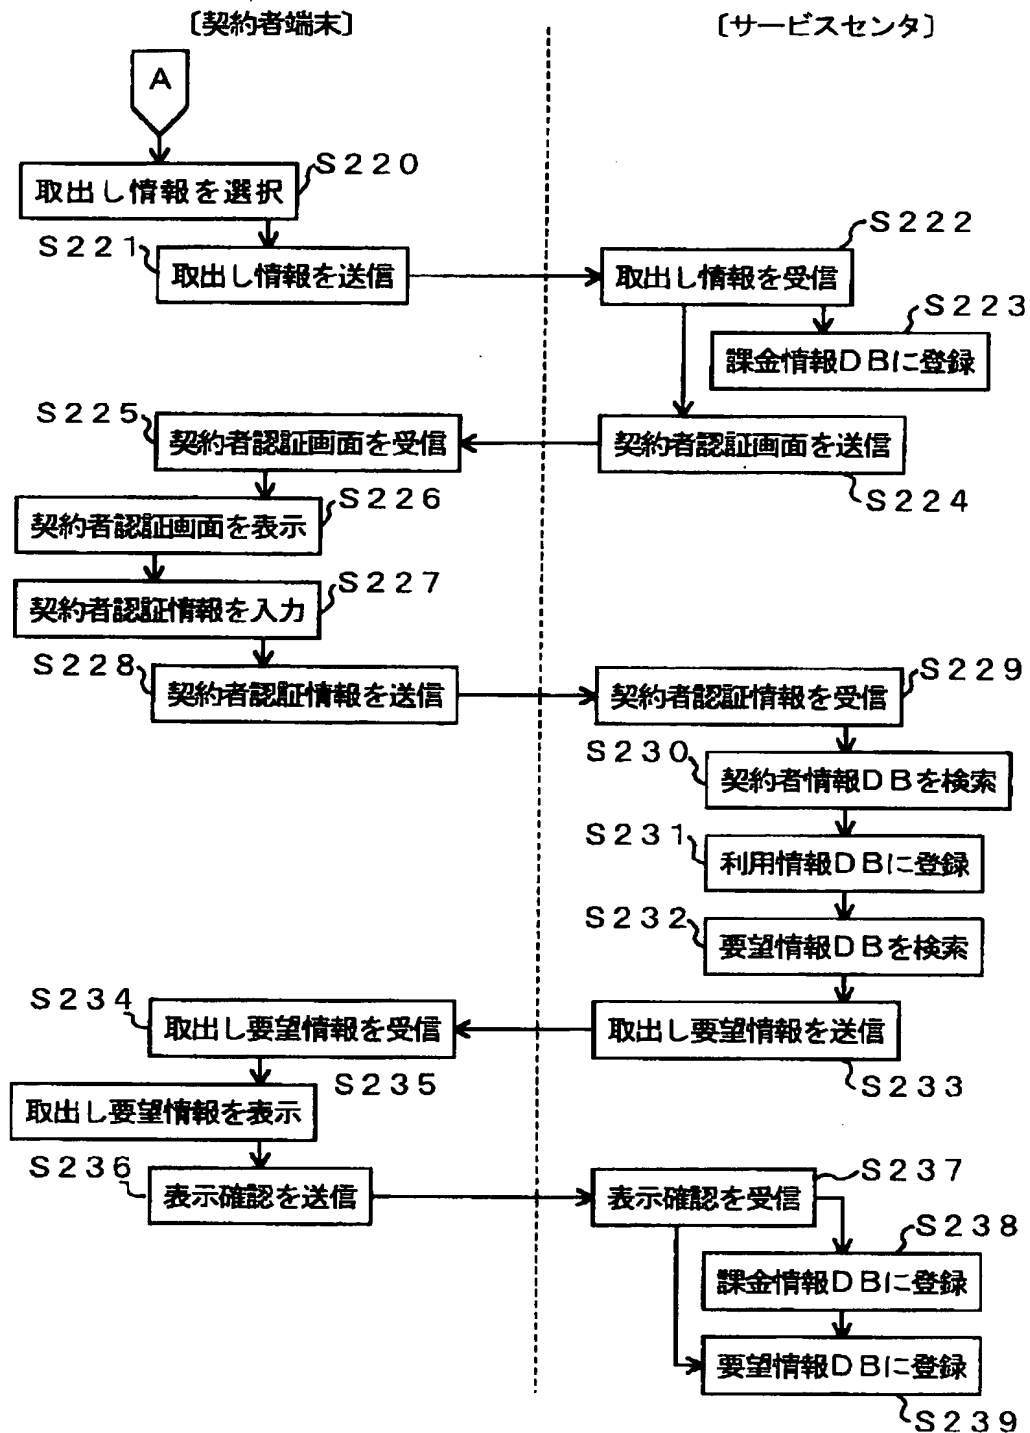 〔契約者端末〕
〔サービスセンタ〕
A
S220
取出し情報を選択
S221
取出し情報を送信
S222
取出し情報を受信
S223
課金情報DBに登録
S225
契約者認証画面を受信
契約者認証画面を送信
S224
S226
契約者認証画面を表示
S227
契約者認証情報を入力
S228
契約者認証情報を送信
S229
契約者認証情報を受信
S230
契約者情報DBを検索
S231
利用情報DBに登録
S232
要望情報DBを検索
S234
取出し要望情報を受信
取出し要望情報を送信
S233
S235
取出し要望情報を表示
S236
表示確認を送信
S237
表示確認を受信
S238
課金情報DBに登録
要望情報DBに登録
S239